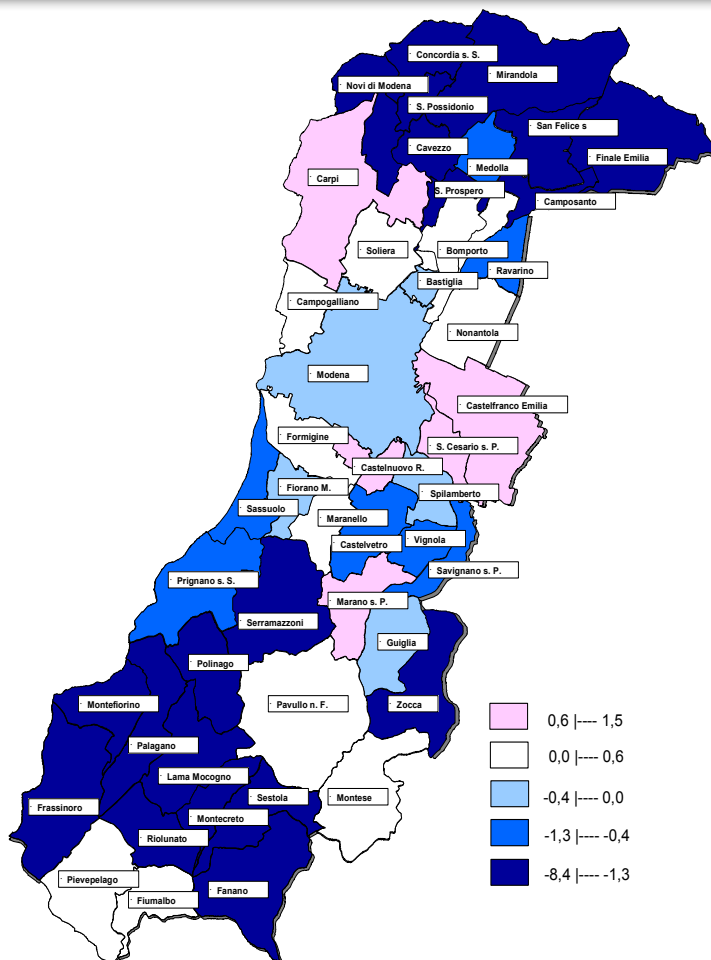 Concordia s. S.
Mirandola
Novi di Modena
S. Possidonio
San Felice s
Cavezzo
Finale Emilia
Medolla
Carpi
S. Prospero
Camposanto
Soliera
Bomporto
Ravarino
Bastiglia
Campogalliano
Nonantola
Modena
Castelfranco Emilia
Formigine
S. Cesario s. P.
Castelnuovo R.
Fiorano M.
Spilamberto
Sassuolo
Maranello
Vignola
Castelvetro
Savignano s. P.
Prignano s. S.
Marano s. P.
Serramazzoni
Guiglia
Polinago
Montefiorino
Pavullo n. F.
Zocca
0,6 |---- 1,5
Palagano
0,0 |---- 0,6
Lama Mocogno
Sestola
Montese
-0,4 |---- 0,0
Frassinoro
Montecreto
Riolunato
-1,3 |---- -0,4
Pievepelago
Fanano
-8,4 |---- -1,3
Fiumalbo